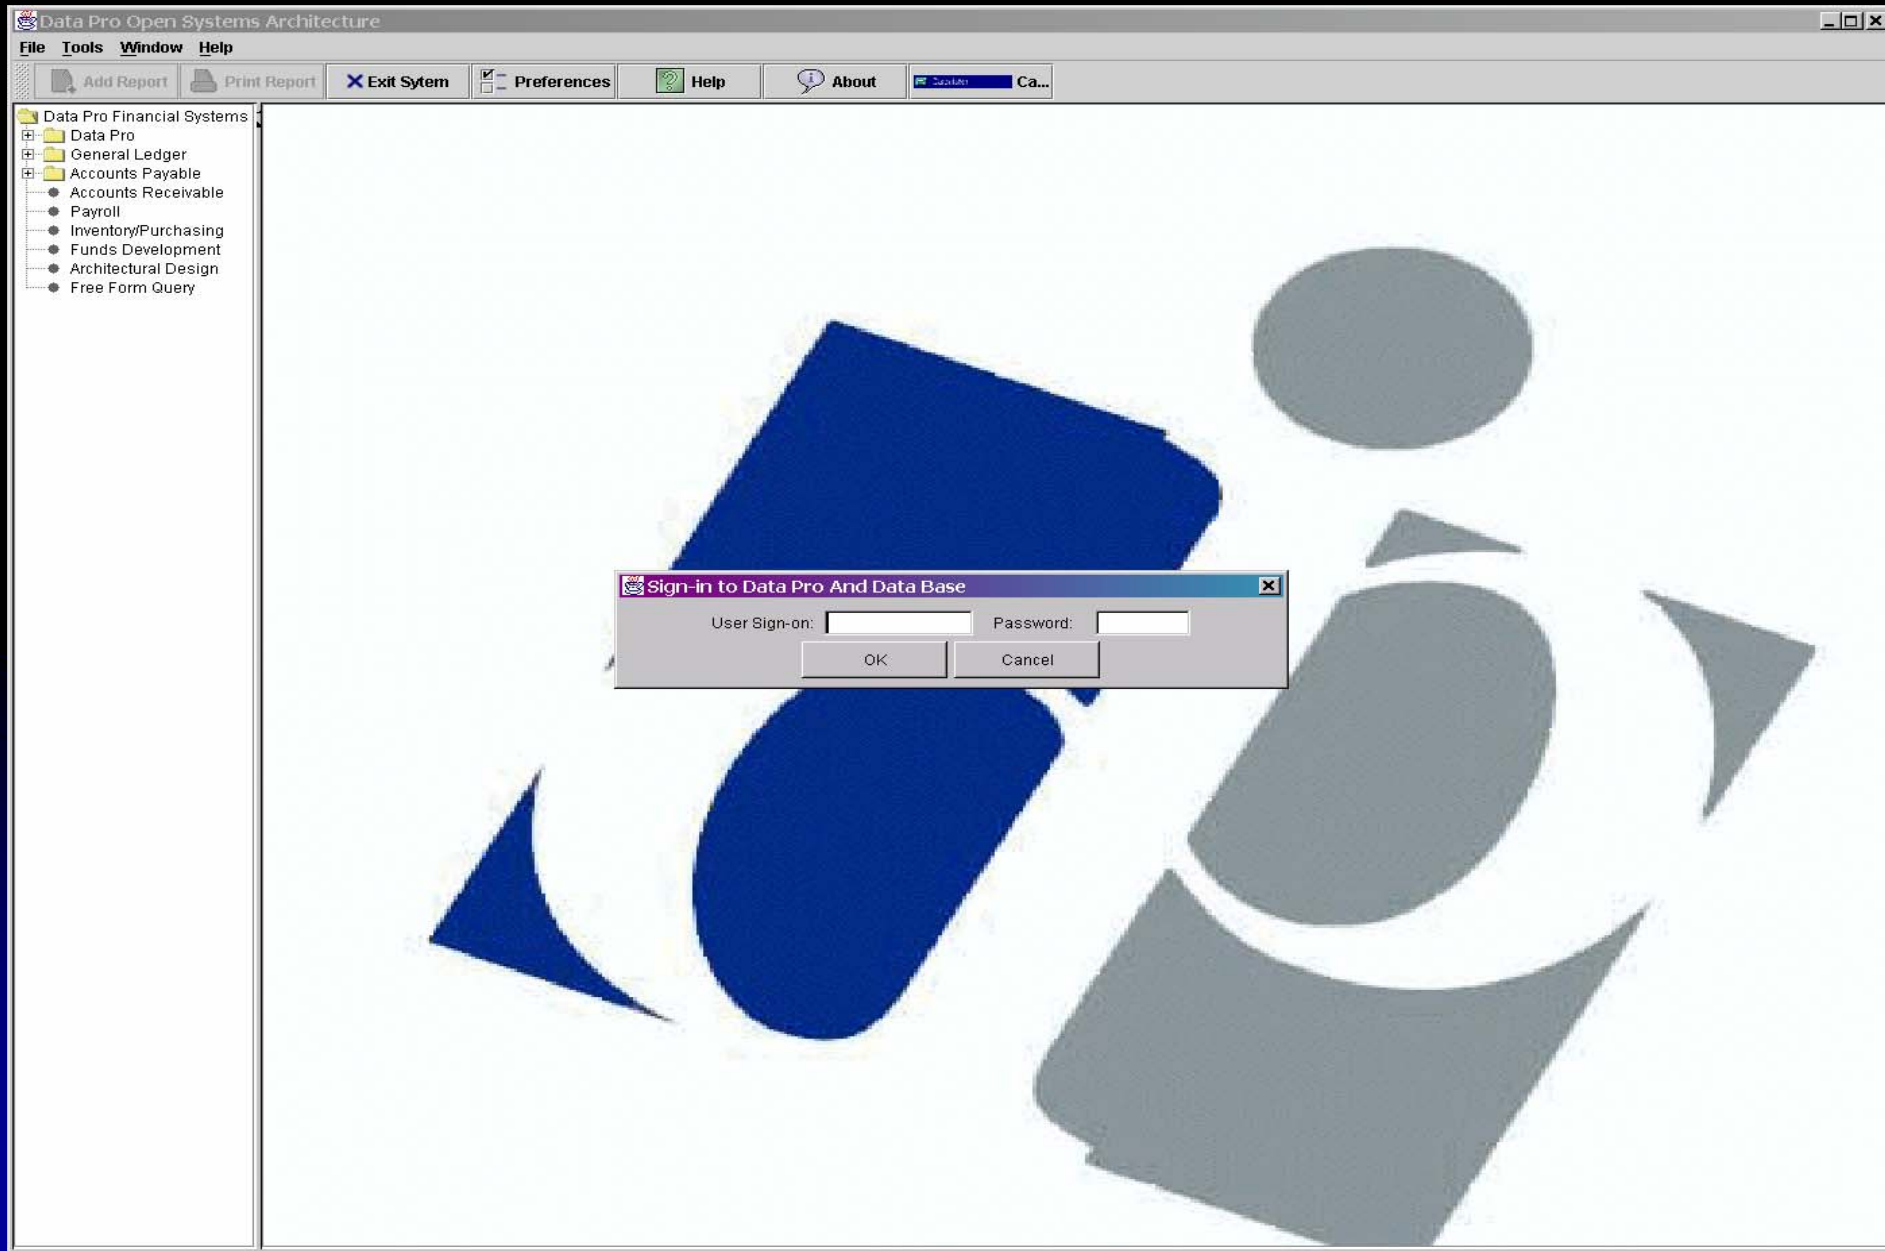 Data Pro Open Systems Architecture
File Tools Window Help
Add Report Print Report Exit Sytem Preferences Help About Ca...
Data Pro Financial Systems
Data Pro
General Ledger
Accounts Payable
Accounts Receivable
Payroll
Inventory/Purchasing
Funds Development
Architectural Design
Free Form Query
Sign-in to Data Pro And Data Base
User Sign-on: Password:
OK Cancel